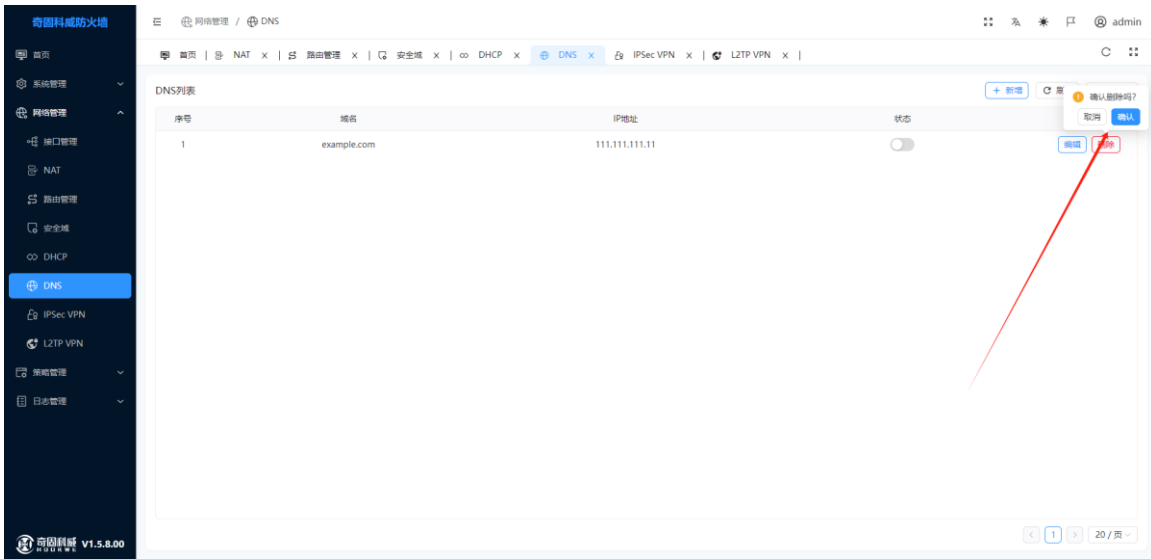 奇固科威防火墙
网络管理 / DNS
admin
首页 | NAT x | 路由管理 x | 安全域 x | DHCP x DNS x IPSec VPN x | L2TP VPN x |
首页
系统管理
网络管理
接口管理
NAT
路由管理
安全域
DHCP
DNS
IPSec VPN
L2TP VPN
策略管理
日志管理
奇固科威 V1.5.8.00
DNS列表
+ 新增
确认删除吗?
取消 确认
序号 域名 IP地址 状态
1 example.com 111.111.111.11 编辑 删除
1 20 / 页